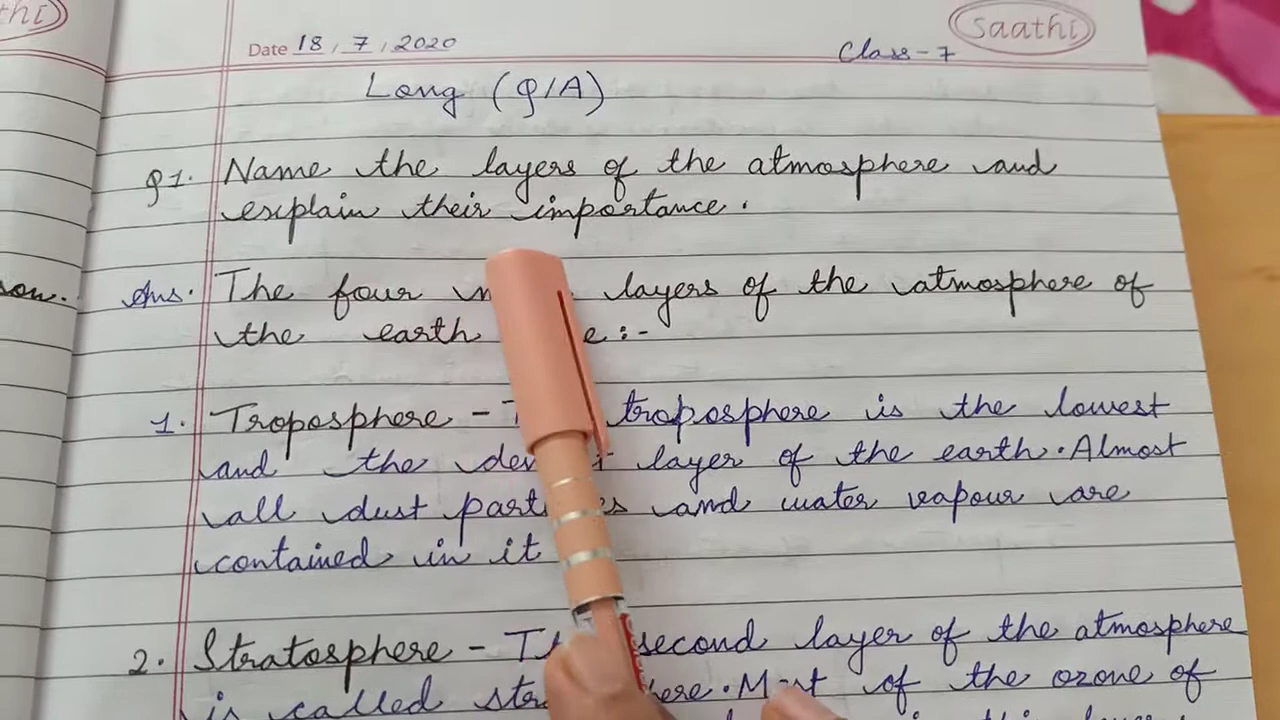 thi
Saathi
Date 18 / 7 / 2020
Class-7
Long (Q/A)
Q1. Name the layers of the atmosphere and
explain their importance.
son.
Ans. The four layers of the atmosphere of
the earth :-
1. Troposphere - troposphere is the lowest
and the layer of the earth. Almost
all dust and water vapour are
contained in it
2. Stratosphere - second layer of the atmosphere
is called of the ozone of